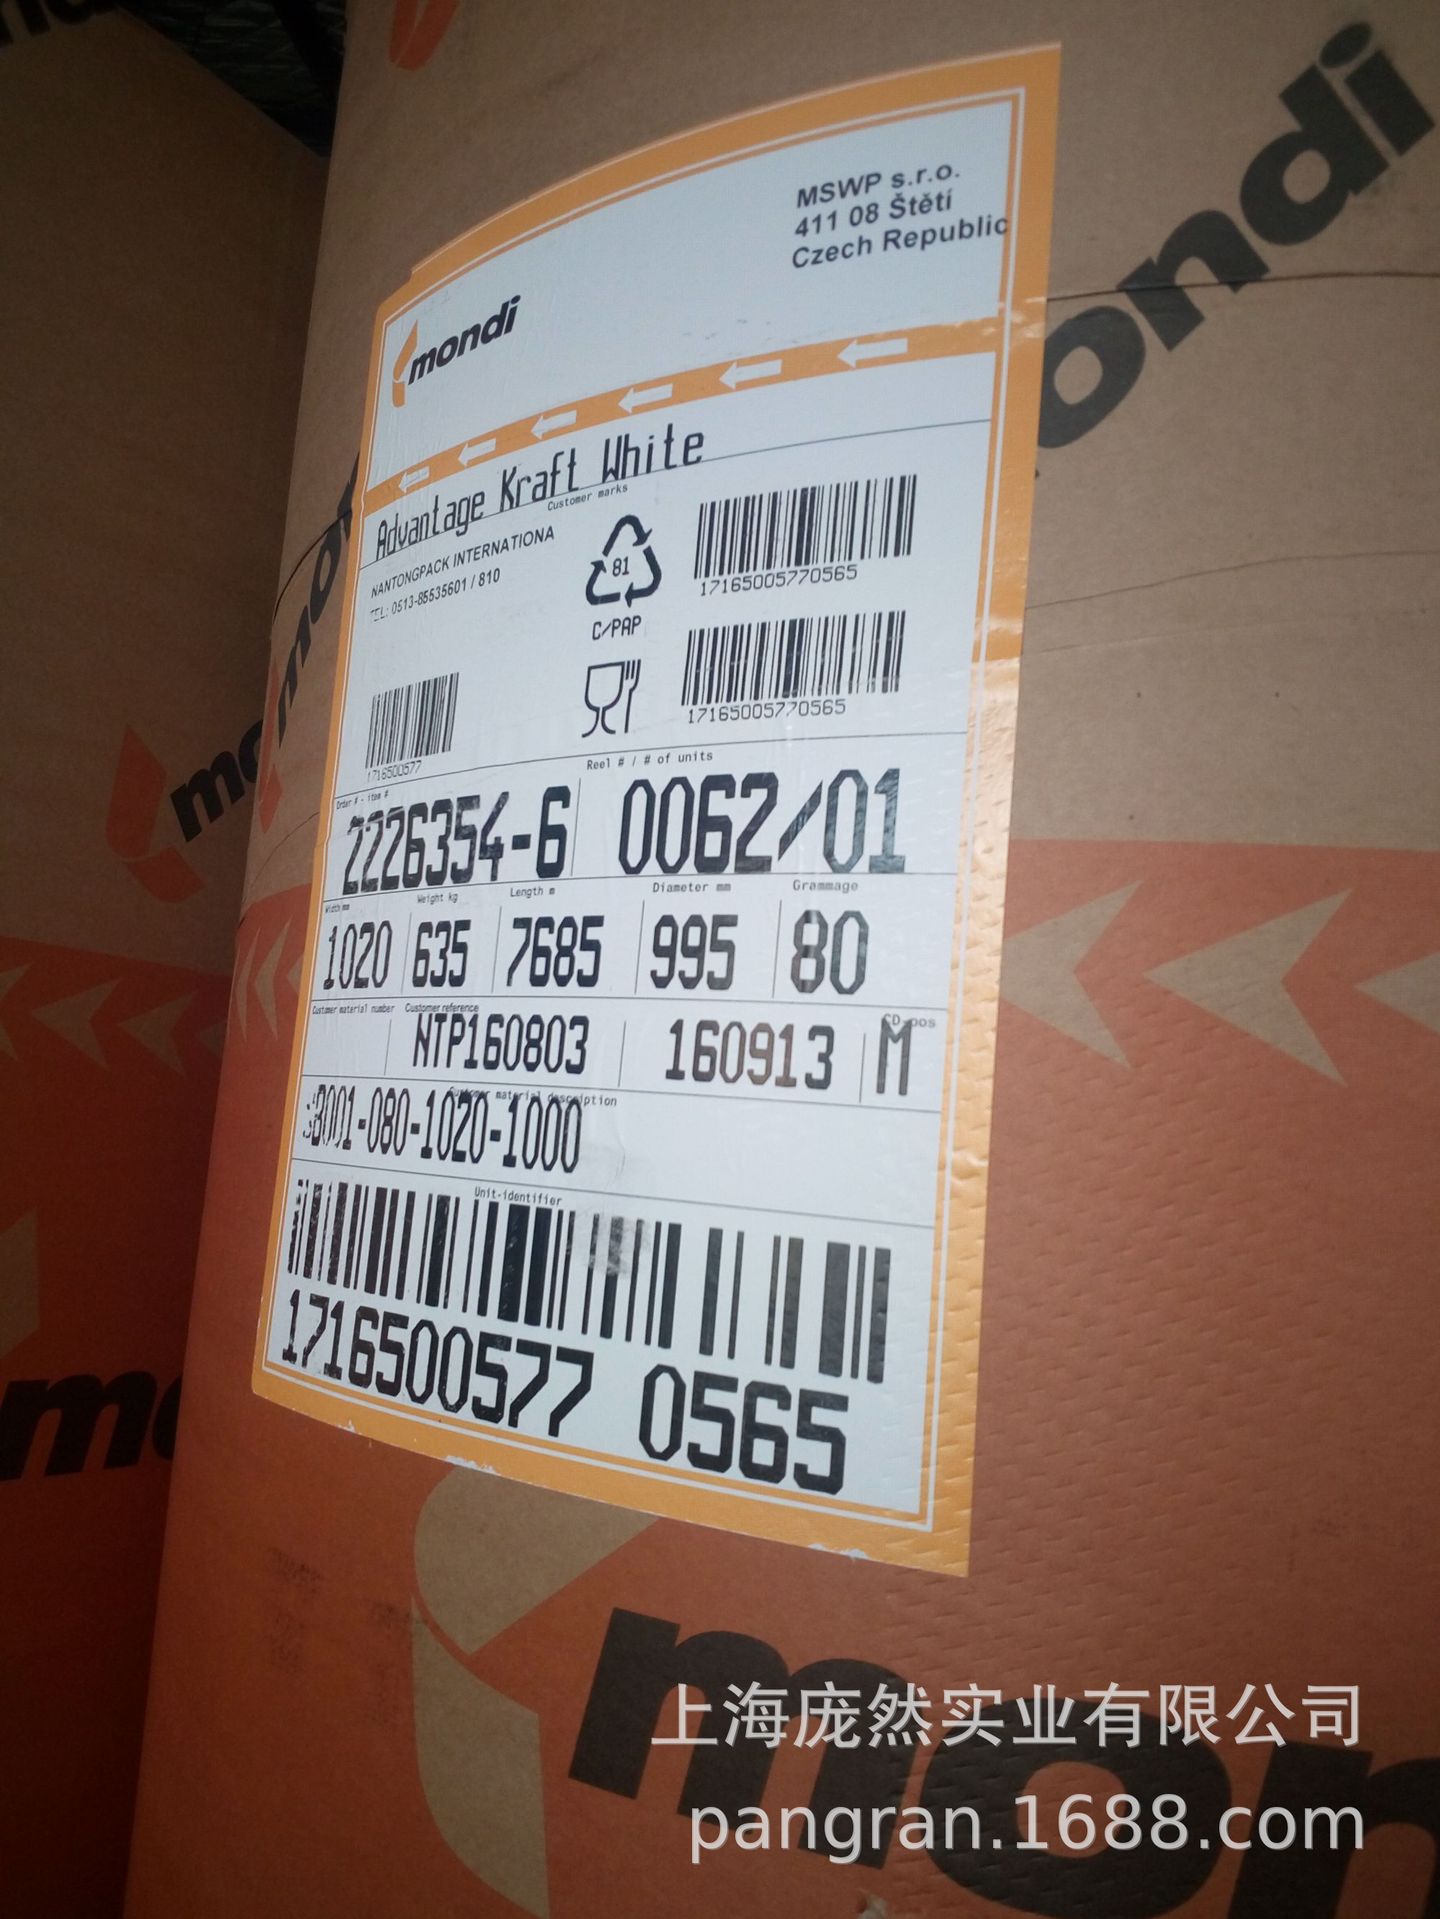 mondi
MSWP s.r.o.
411 08 Štětí
Czech Republic
mondi
Advantage Kraft White
Customer marks
NANTONGPACK INTERNATIONA
TEL: 0513-85535601 / 810
81
C/PAP
17165005770565
17165005770565
1716500577
Order # - item #
Reel # / # of units
2226354-6
0062/01
Width mm
Weight kg
Length m
Diameter mm
Grammage
1020
635
7685
995
80
Customer material number
Customer reference
CD-pos
NTP160803
160913
M
Customer material description
SB001-080-1020-1000
Unit-identifier
1716500577 0565
mondi
mo
m
mon
上海庞然实业有限公司
pangran.1688.com